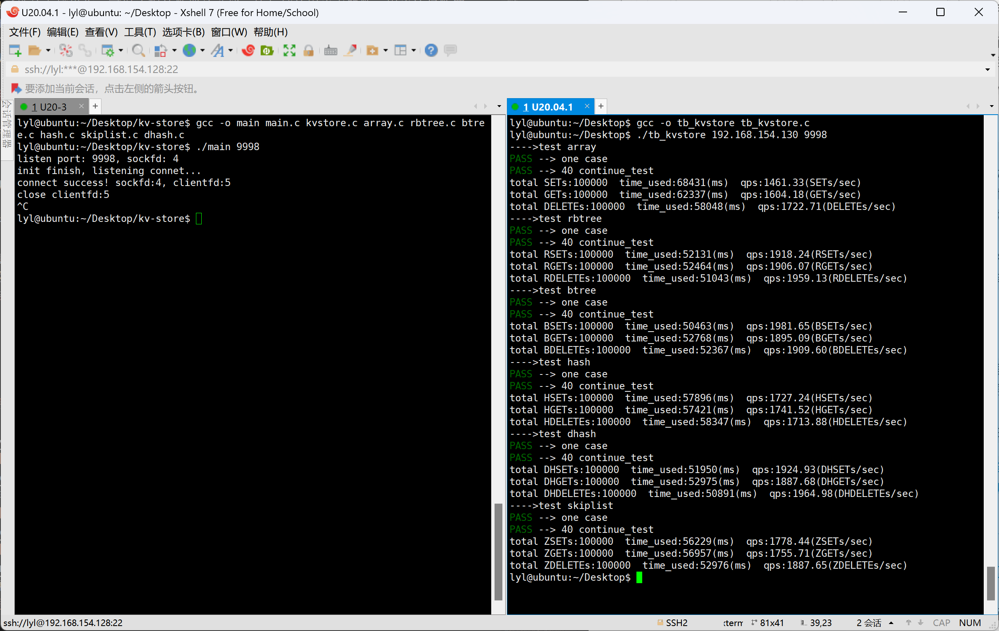 U20.04.1 - lyl@ubuntu: ~/Desktop - Xshell 7 (Free for Home/School)
文件(F) 编辑(E) 查看(V) 工具(T) 选项卡(B) 窗口(W) 帮助(H)
ssh://lyl:***@192.168.154.128:22
要添加当前会话，点击左侧的箭头按钮。
会话管理器
1 U20-3 × +
lyl@ubuntu:~/Desktop/kv-store$ gcc -o main main.c kvstore.c array.c rbtree.c btre
e.c hash.c skiplist.c dhash.c
lyl@ubuntu:~/Desktop/kv-store$ ./main 9998
listen port: 9998, sockfd: 4
init finish, listening connet...
connect success! sockfd:4, clientfd:5
close clientfd:5
^C
lyl@ubuntu:~/Desktop/kv-store$
1 U20.04.1 × +
lyl@ubuntu:~/Desktop$ gcc -o tb_kvstore tb_kvstore.c
lyl@ubuntu:~/Desktop$ ./tb_kvstore 192.168.154.130 9998
---->test array
PASS --> one case
PASS --> 40 continue_test
total SETs:100000  time_used:68431(ms)  qps:1461.33(SETs/sec)
total GETs:100000  time_used:62337(ms)  qps:1604.18(GETs/sec)
total DELETEs:100000  time_used:58048(ms)  qps:1722.71(DELETEs/sec)
---->test rbtree
PASS --> one case
PASS --> 40 continue_test
total RSETs:100000  time_used:52131(ms)  qps:1918.24(RSETs/sec)
total RGETs:100000  time_used:52464(ms)  qps:1906.07(RGETs/sec)
total RDELETEs:100000  time_used:51043(ms)  qps:1959.13(RDELETEs/sec)
---->test btree
PASS --> one case
PASS --> 40 continue_test
total BSETs:100000  time_used:50463(ms)  qps:1981.65(BSETs/sec)
total BGETs:100000  time_used:52768(ms)  qps:1895.09(BGETs/sec)
total BDELETEs:100000  time_used:52367(ms)  qps:1909.60(BDELETEs/sec)
---->test hash
PASS --> one case
PASS --> 40 continue_test
total HSETs:100000  time_used:57896(ms)  qps:1727.24(HSETs/sec)
total HGETs:100000  time_used:57421(ms)  qps:1741.52(HGETs/sec)
total HDELETEs:100000  time_used:58347(ms)  qps:1713.88(HDELETEs/sec)
---->test dhash
PASS --> one case
PASS --> 40 continue_test
total DHSETs:100000  time_used:51950(ms)  qps:1924.93(DHSETs/sec)
total DHGETs:100000  time_used:52975(ms)  qps:1887.68(DHGETs/sec)
total DHDELETEs:100000  time_used:50891(ms)  qps:1964.98(DHDELETEs/sec)
---->test skiplist
PASS --> one case
PASS --> 40 continue_test
total ZSETs:100000  time_used:56229(ms)  qps:1778.44(ZSETs/sec)
total ZGETs:100000  time_used:56957(ms)  qps:1755.71(ZGETs/sec)
total ZDELETEs:100000  time_used:52976(ms)  qps:1887.65(ZDELETEs/sec)
lyl@ubuntu:~/Desktop$
ssh://lyl@192.168.154.128:22 SSH2 xterm 81x41 39,23 2 会话 CAP NUM